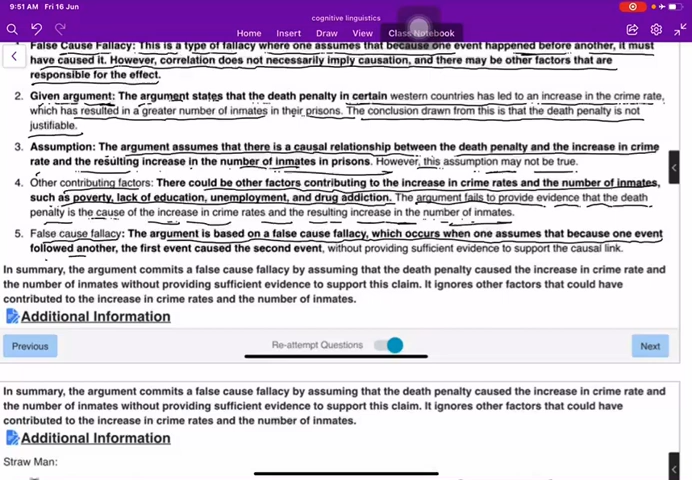 9:51 AM Fri 16 Jun
cognitive linguistics
Home Insert Draw View Class Notebook
1. False Cause Fallacy: This is a type of fallacy where one assumes that because one event happened before another, it must
have caused it. However, correlation does not necessarily imply causation, and there may be other factors that are
responsible for the effect.
2. Given argument: The argument states that the death penalty in certain western countries has led to an increase in the crime rate,
which has resulted in a greater number of inmates in their prisons. The conclusion drawn from this is that the death penalty is not
justifiable.
3. Assumption: The argument assumes that there is a causal relationship between the death penalty and the increase in crime
rate and the resulting increase in the number of inmates in prisons. However, this assumption may not be true.
4. Other contributing factors: There could be other factors contributing to the increase in crime rates and the number of inmates,
such as poverty, lack of education, unemployment, and drug addiction. The argument fails to provide evidence that the death
penalty is the cause of the increase in crime rates and the resulting increase in the number of inmates.
5. False cause fallacy: The argument is based on a false cause fallacy, which occurs when one assumes that because one event
followed another, the first event caused the second event, without providing sufficient evidence to support the causal link.
In summary, the argument commits a false cause fallacy by assuming that the death penalty caused the increase in crime rate and
the number of inmates without providing sufficient evidence to support this claim. It ignores other factors that could have
contributed to the increase in crime rates and the number of inmates.
Additional Information
Previous Re-attempt Questions Next
In summary, the argument commits a false cause fallacy by assuming that the death penalty caused the increase in crime rate and
the number of inmates without providing sufficient evidence to support this claim. It ignores other factors that could have
contributed to the increase in crime rates and the number of inmates.
Additional Information
Straw Man: